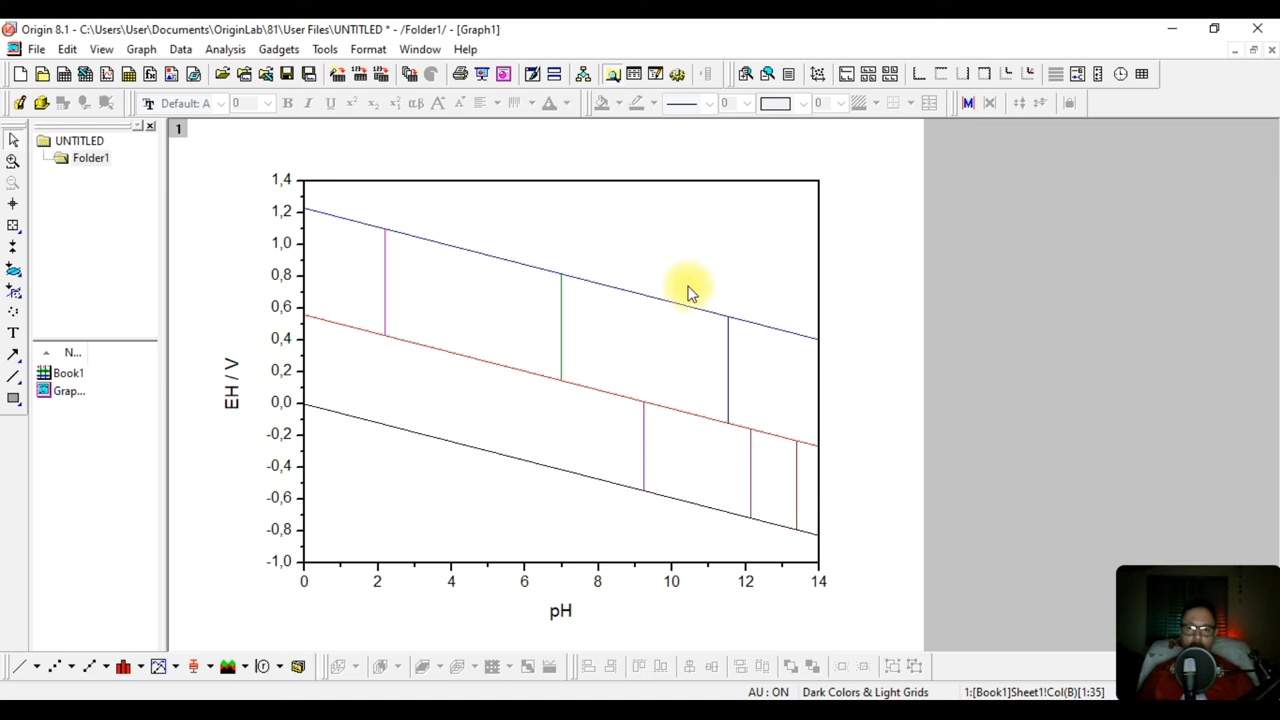 Origin 8.1 - C:\Users\User\Documents\OriginLab\81\User Files\UNTITLED * - /Folder1/ - [Graph1]
File Edit View Graph Data Analysis Gadgets Tools Format Window Help
Default: A 0 B I U αβ A A A 0 0
UNTITLED
Folder1
N...
Book1
Grap...
1
1,4
1,2
1,0
0,8
0,6
0,4
0,2
0,0
-0,2
-0,4
-0,6
-0,8
-1,0
EH / V
0 2 4 6 8 10 12 14
pH
AU : ON Dark Colors & Light Grids 1:[Book1]Sheet1!Col(B)[1:35]